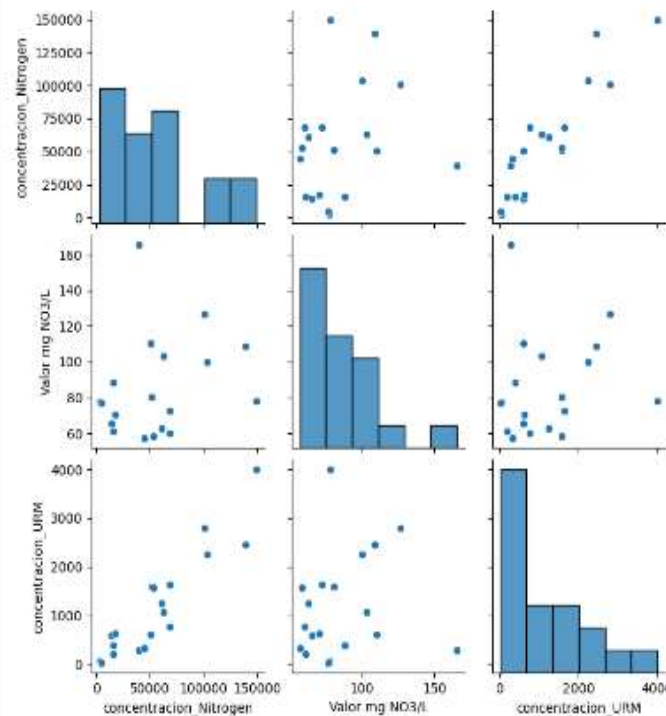 150000
125000
100000
75000
50000
25000
0
concentracion_Nitrogen
160
140
120
100
80
60
Valor mg NO3/L
4000
3000
2000
1000
0
concentracion_URM
0 50000 100000 150000
concentracion_Nitrogen
100 150
Valor mg NO3/L
0 2000 4000
concentracion_URM